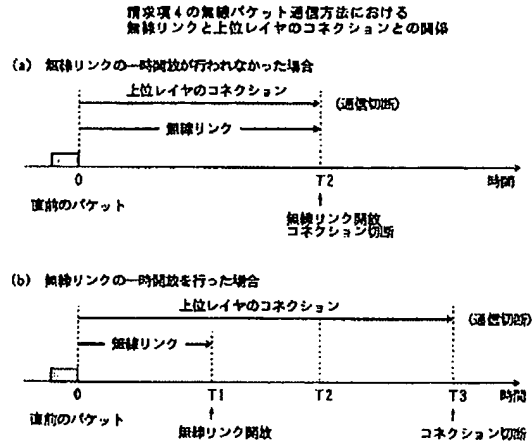 請求項4の無線パケット通信方法における
無線リンクと上位レイヤのコネクションとの関係
(a) 無線リンクの一時開放が行われなかった場合
上位レイヤのコネクション
(通信切断)
無線リンク
0
T2
時間
直前のパケット
無線リンク開放
コネクション切断
(b) 無線リンクの一時開放を行った場合
上位レイヤのコネクション
(通信切断)
無線リンク
0
T1
T2
T3
時間
直前のパケット
無線リンク開放
コネクション切断